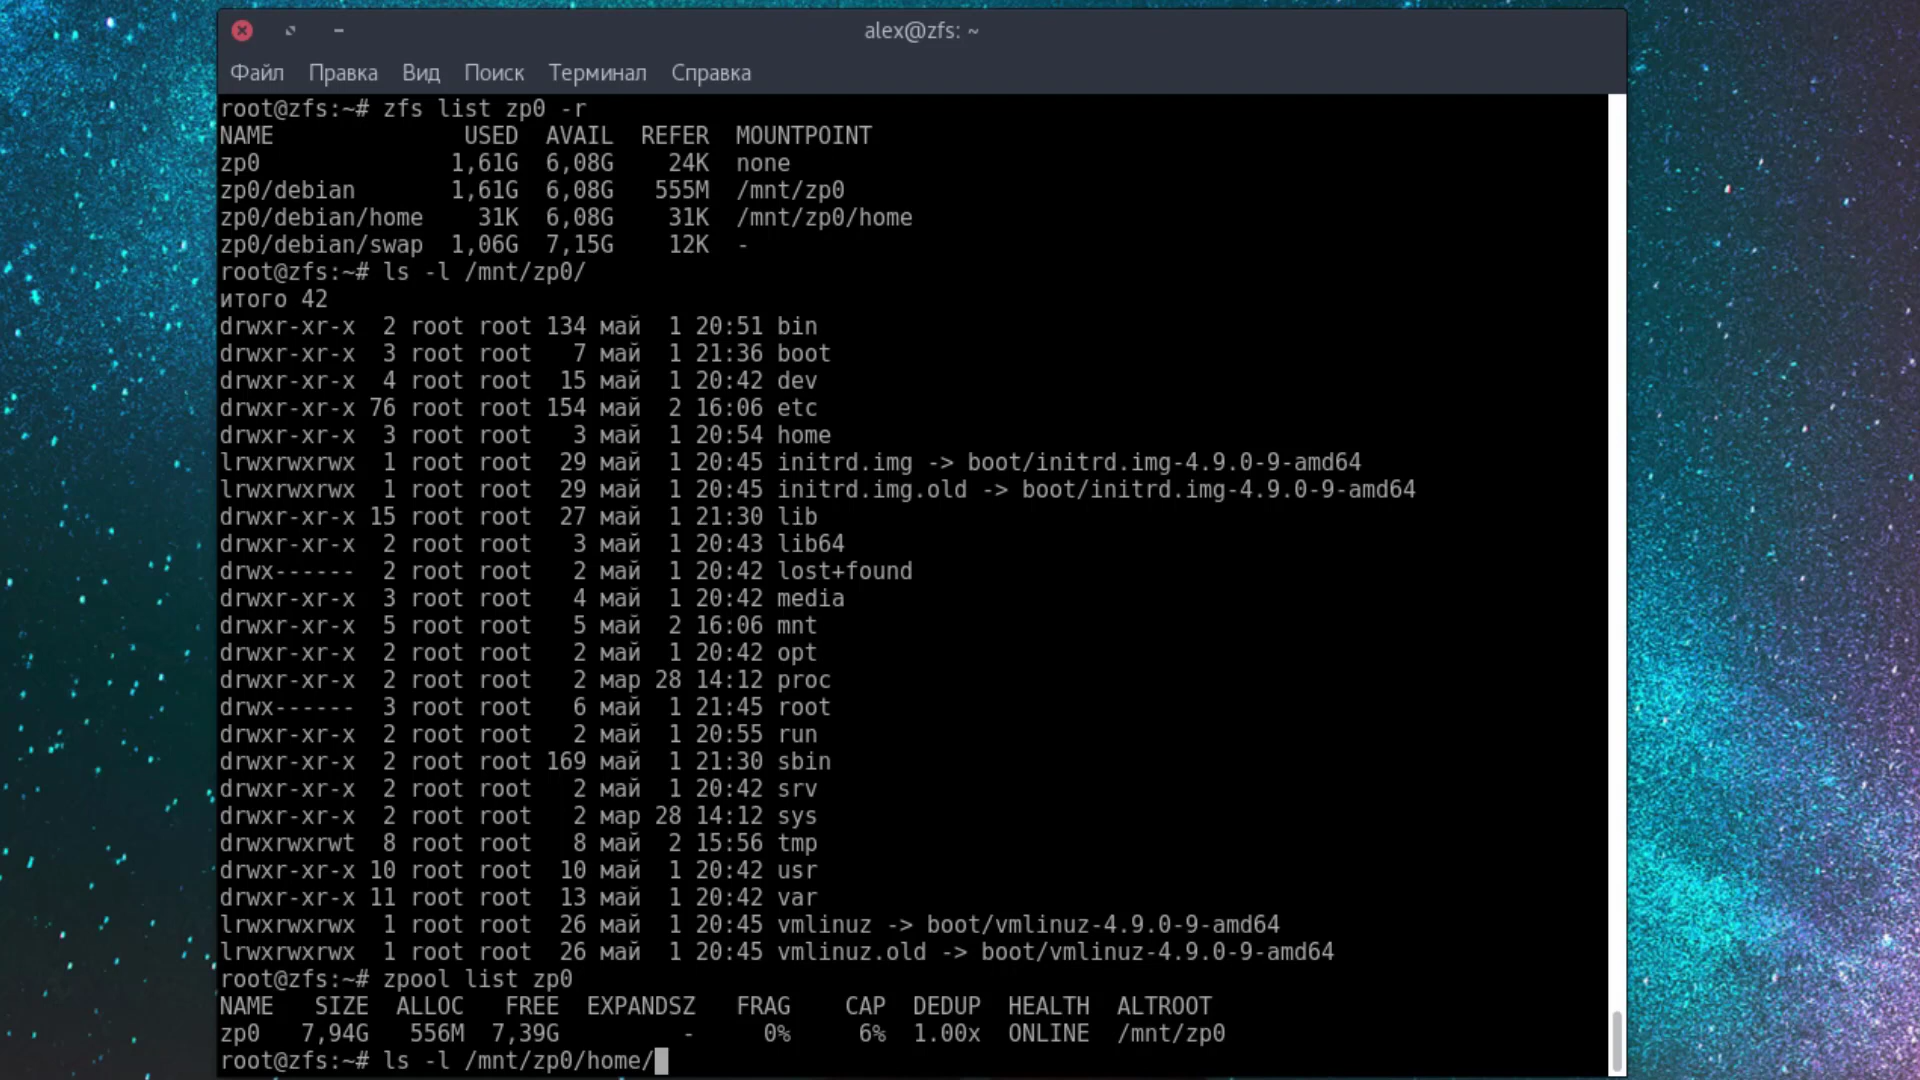 alex@zfs: ~
Файл Правка Вид Поиск Терминал Справка
root@zfs:~# zfs list zp0 -r
NAME              USED  AVAIL  REFER  MOUNTPOINT
zp0              1,61G  6,08G    24K  none
zp0/debian       1,61G  6,08G   555M  /mnt/zp0
zp0/debian/home    31K  6,08G    31K  /mnt/zp0/home
zp0/debian/swap  1,06G  7,15G    12K  -
root@zfs:~# ls -l /mnt/zp0/
итого 42
drwxr-xr-x  2 root root 134 май  1 20:51 bin
drwxr-xr-x  3 root root   7 май  1 21:36 boot
drwxr-xr-x  4 root root  15 май  1 20:42 dev
drwxr-xr-x 76 root root 154 май  2 16:06 etc
drwxr-xr-x  3 root root   3 май  1 20:54 home
lrwxrwxrwx  1 root root  29 май  1 20:45 initrd.img -> boot/initrd.img-4.9.0-9-amd64
lrwxrwxrwx  1 root root  29 май  1 20:45 initrd.img.old -> boot/initrd.img-4.9.0-9-amd64
drwxr-xr-x 15 root root  27 май  1 21:30 lib
drwxr-xr-x  2 root root   3 май  1 20:43 lib64
drwx------  2 root root   2 май  1 20:42 lost+found
drwxr-xr-x  3 root root   4 май  1 20:42 media
drwxr-xr-x  5 root root   5 май  2 16:06 mnt
drwxr-xr-x  2 root root   2 май  1 20:42 opt
drwxr-xr-x  2 root root   2 мар 28 14:12 proc
drwx------  3 root root   6 май  1 21:45 root
drwxr-xr-x  2 root root   2 май  1 20:55 run
drwxr-xr-x  2 root root 169 май  1 21:30 sbin
drwxr-xr-x  2 root root   2 май  1 20:42 srv
drwxr-xr-x  2 root root   2 мар 28 14:12 sys
drwxrwxrwt  8 root root   8 май  2 15:56 tmp
drwxr-xr-x 10 root root  10 май  1 20:42 usr
drwxr-xr-x 11 root root  13 май  1 20:42 var
lrwxrwxrwx  1 root root  26 май  1 20:45 vmlinuz -> boot/vmlinuz-4.9.0-9-amd64
lrwxrwxrwx  1 root root  26 май  1 20:45 vmlinuz.old -> boot/vmlinuz-4.9.0-9-amd64
root@zfs:~# zpool list zp0
NAME   SIZE  ALLOC   FREE  EXPANDSZ   FRAG    CAP  DEDUP  HEALTH  ALTROOT
zp0   7,94G   556M  7,39G         -     0%     6%  1.00x  ONLINE  /mnt/zp0
root@zfs:~# ls -l /mnt/zp0/home/